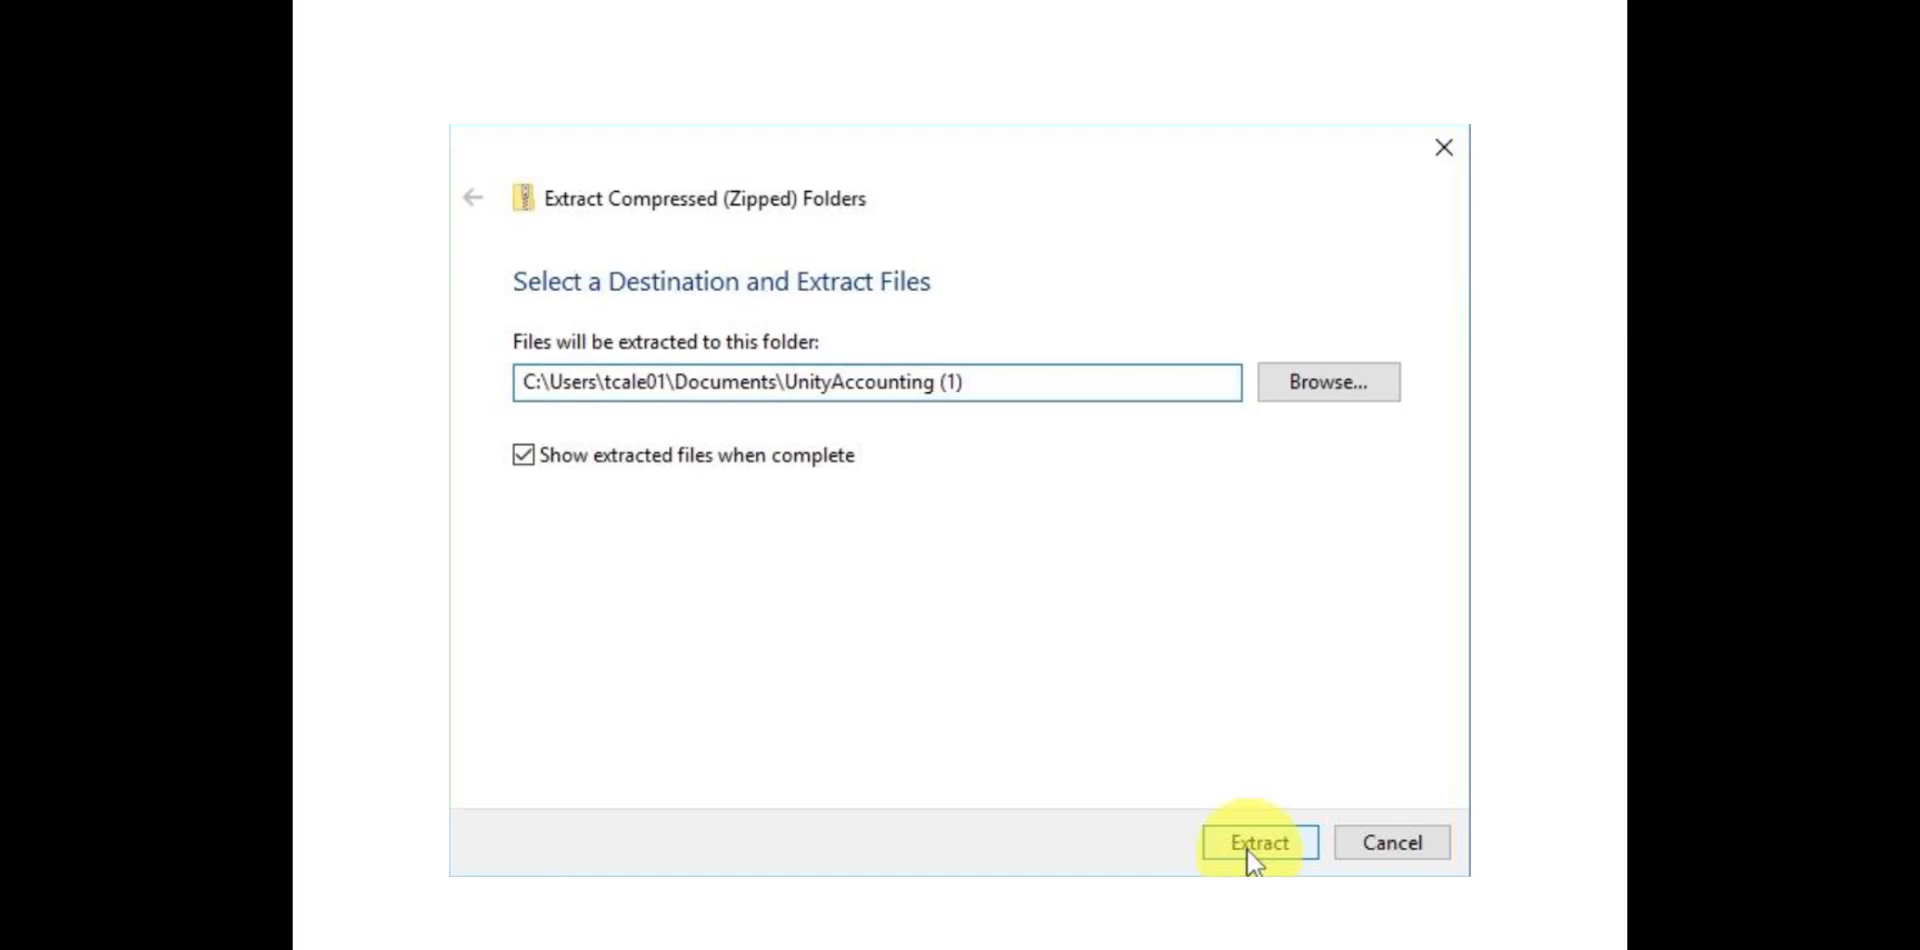 Extract Compressed (Zipped) Folders
Select a Destination and Extract Files
Files will be extracted to this folder:
C:\Users\tcale01\Documents\UnityAccounting (1)
Browse...
Show extracted files when complete
Extract
Cancel